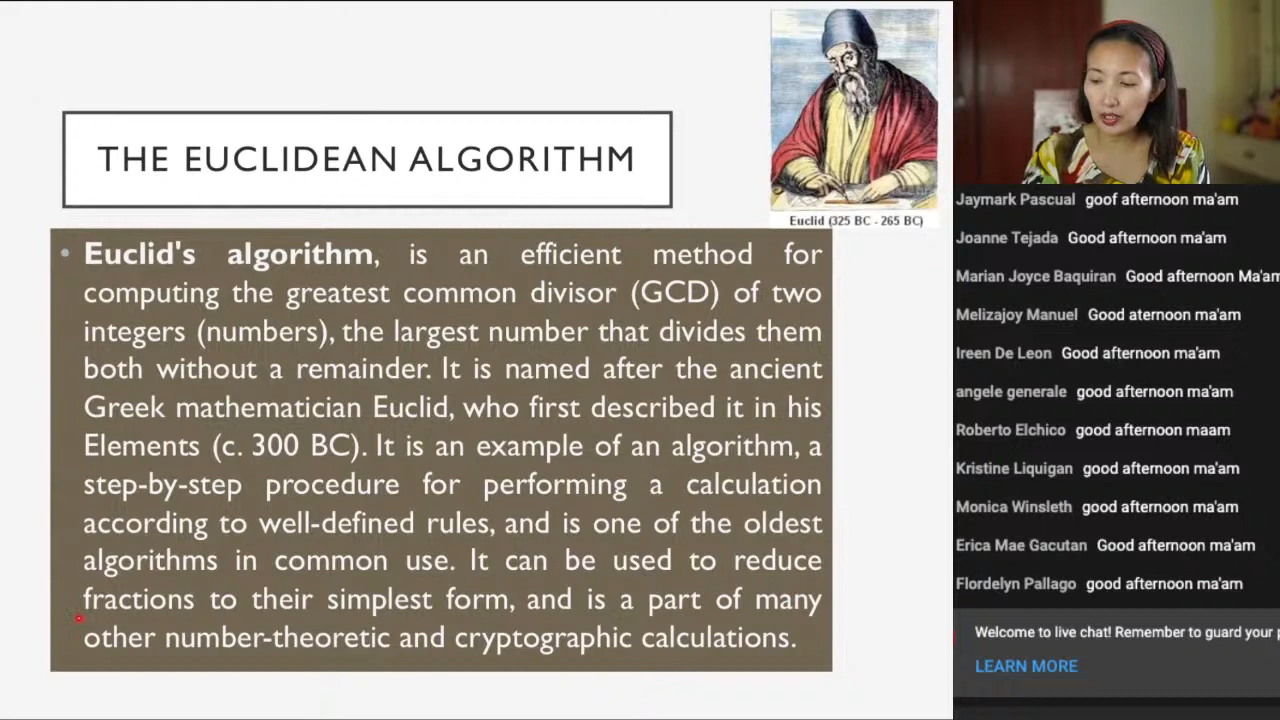 Euclid (325 BC - 265 BC)
THE EUCLIDEAN ALGORITHM
• Euclid's algorithm, is an efficient method for
computing the greatest common divisor (GCD) of two
integers (numbers), the largest number that divides them
both without a remainder. It is named after the ancient
Greek mathematician Euclid, who first described it in his
Elements (c. 300 BC). It is an example of an algorithm, a
step-by-step procedure for performing a calculation
according to well-defined rules, and is one of the oldest
algorithms in common use. It can be used to reduce
fractions to their simplest form, and is a part of many
other number-theoretic and cryptographic calculations.
Jaymark Pascual goof afternoon ma'am
Joanne Tejada Good afternoon ma'am
Marian Joyce Baquiran Good afternoon Ma'am
Melizajoy Manuel Good aternoon ma'am
Ireen De Leon Good afternoon ma'am
angele generale good afternoon ma'am
Roberto Elchico good afternoon maam
Kristine Liquigan good afternoon ma'am
Monica Winsleth good afternoon ma'am
Erica Mae Gacutan Good afternoon ma'am
Flordelyn Pallago good afternoon ma'am
Welcome to live chat! Remember to guard your
LEARN MORE